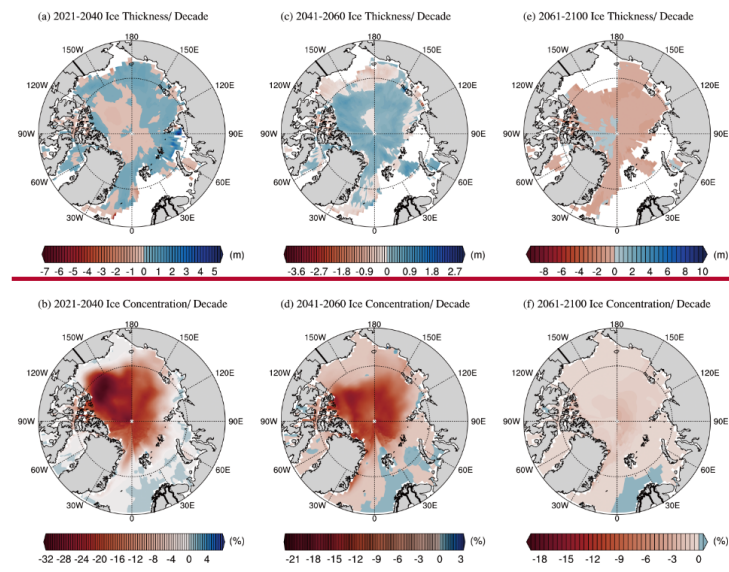 (a) 2021-2040 Ice Thickness/ Decade
(c) 2041-2060 Ice Thickness/ Decade
(e) 2061-2100 Ice Thickness/ Decade
180 180 180
150W 150E 150W 150E 150W 150E
120W 120E 120W 120E 120W 120E
90W 90E 90W 90E 90W 90E
60W 60E 60W 60E 60W 60E
30W 30E 30W 30E 30W 30E
0 0 0
(m) (m) (m)
-7 -6 -5 -4 -3 -2 -1 0 1 2 3 4 5
-3.6 -2.7 -1.8 -0.9 0 0.9 1.8 2.7
-8 -6 -4 -2 0 2 4 6 8 10
(b) 2021-2040 Ice Concentration/ Decade
(d) 2041-2060 Ice Concentration/ Decade
(f) 2061-2100 Ice Concentration/ Decade
180 180 180
150W 150E 150W 150E 150W 150E
120W 120E 120W 120E 120W 120E
90W 90E 90W 90E 90W 90E
60W 60E 60W 60E 60W 60E
30W 30E 30W 30E 30W 30E
0 0 0
(%) (%) (%)
-32 -28 -24 -20 -16 -12 -8 -4 0 4
-21 -18 -15 -12 -9 -6 -3 0 3
-18 -15 -12 -9 -6 -3 0